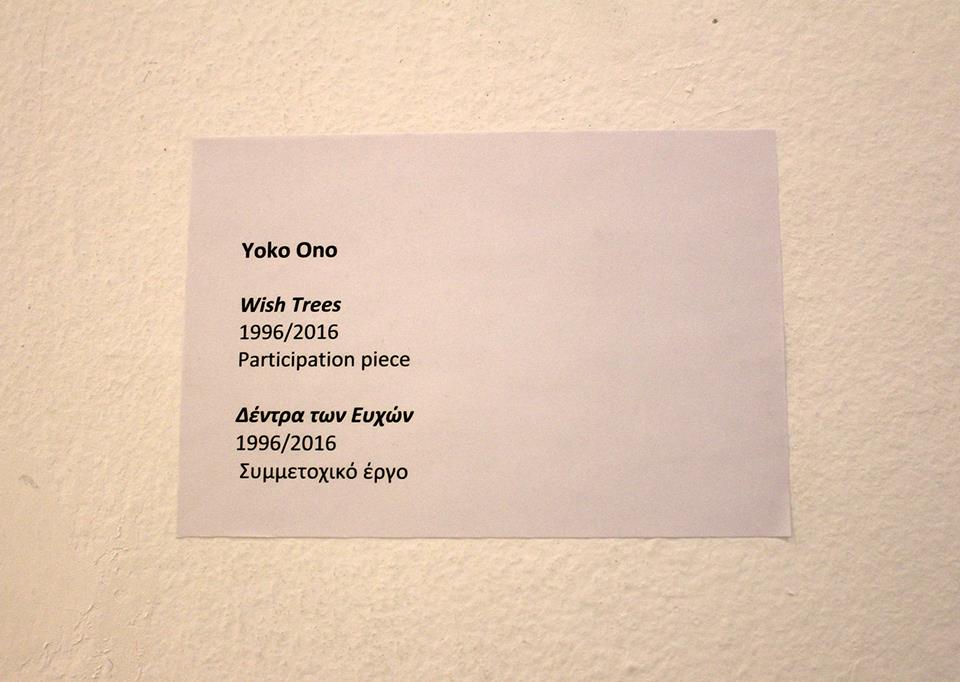 Yoko Ono
Wish Trees
1996/2016
Participation piece
Δέντρα των Ευχών
1996/2016
Συμμετοχικό έργο